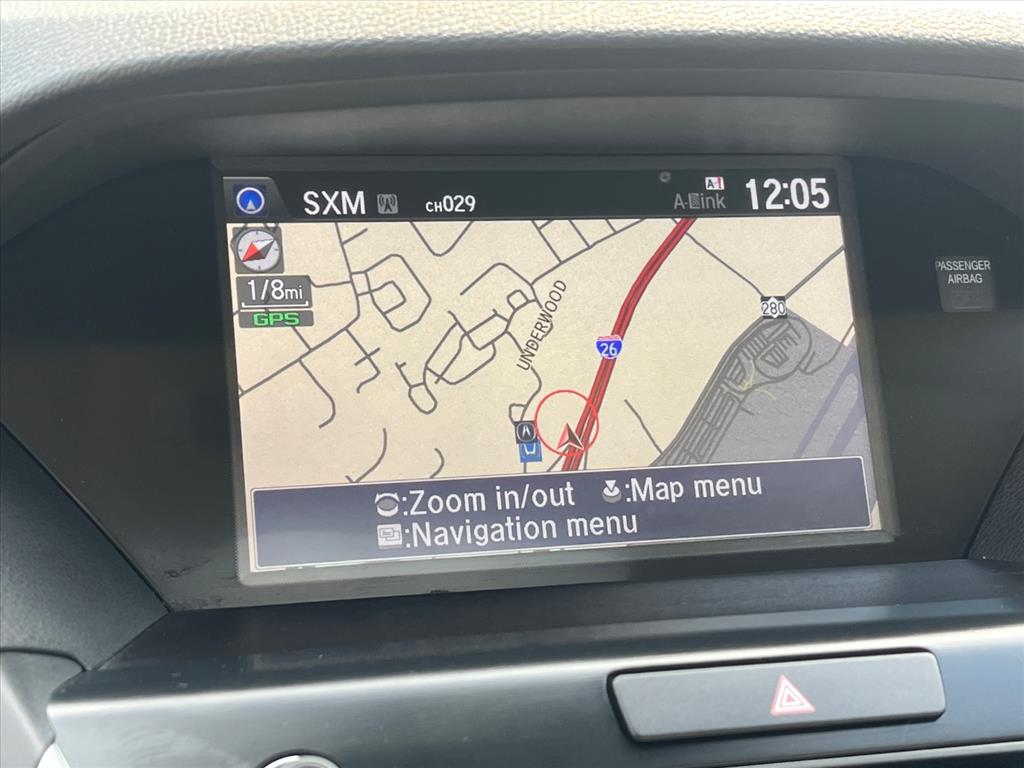 SXM CH029 A-Link 12:05
1/8mi
GPS
UNDERWOOD
26
280
:Zoom in/out :Map menu
:Navigation menu
PASSENGER
AIRBAG